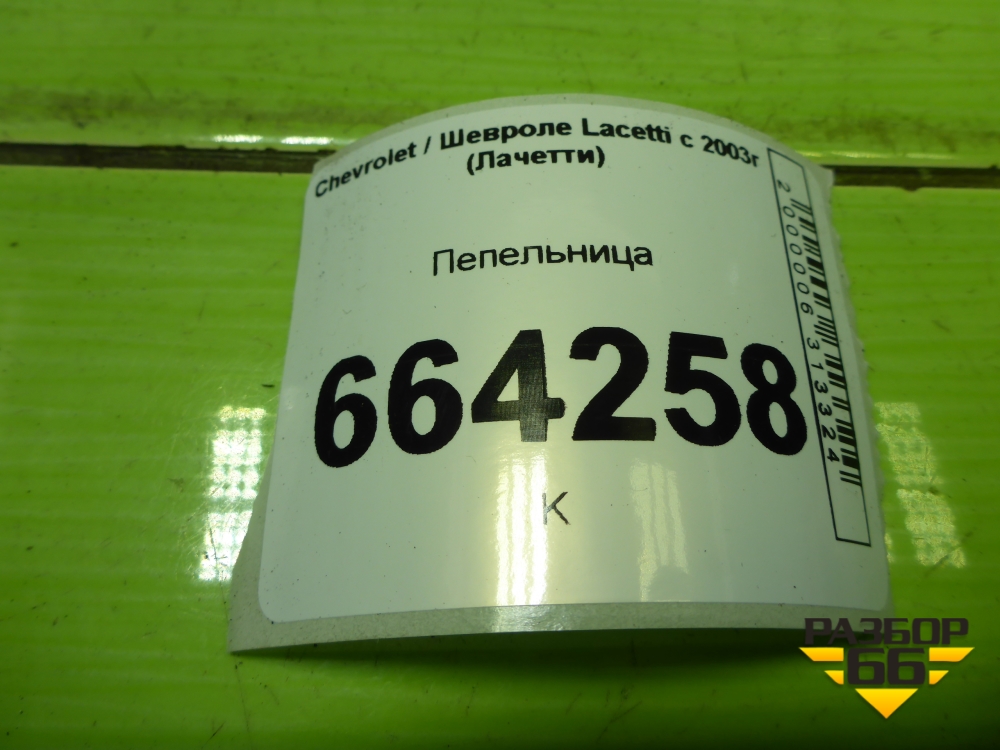 Chevrolet / Шевроле Lacetti с 2003г
(Лачетти)
Пепельница
664258
К
2000006313324
РАЗБОР
66